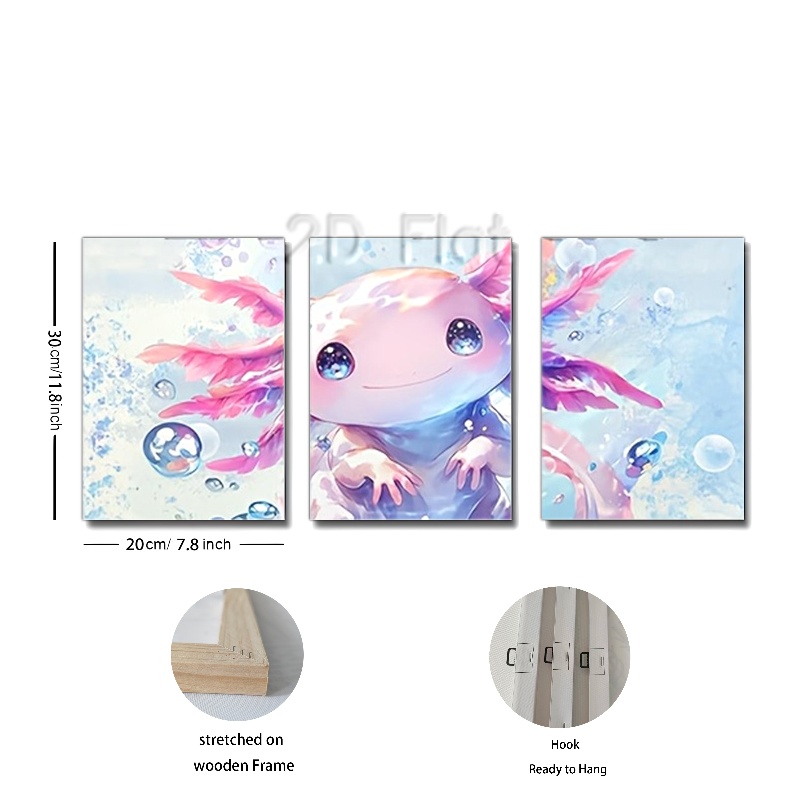 2D Flat
30cm/11.8inch
20cm/ 7.8 inch
stretched on
wooden Frame
Hook
Ready to Hang